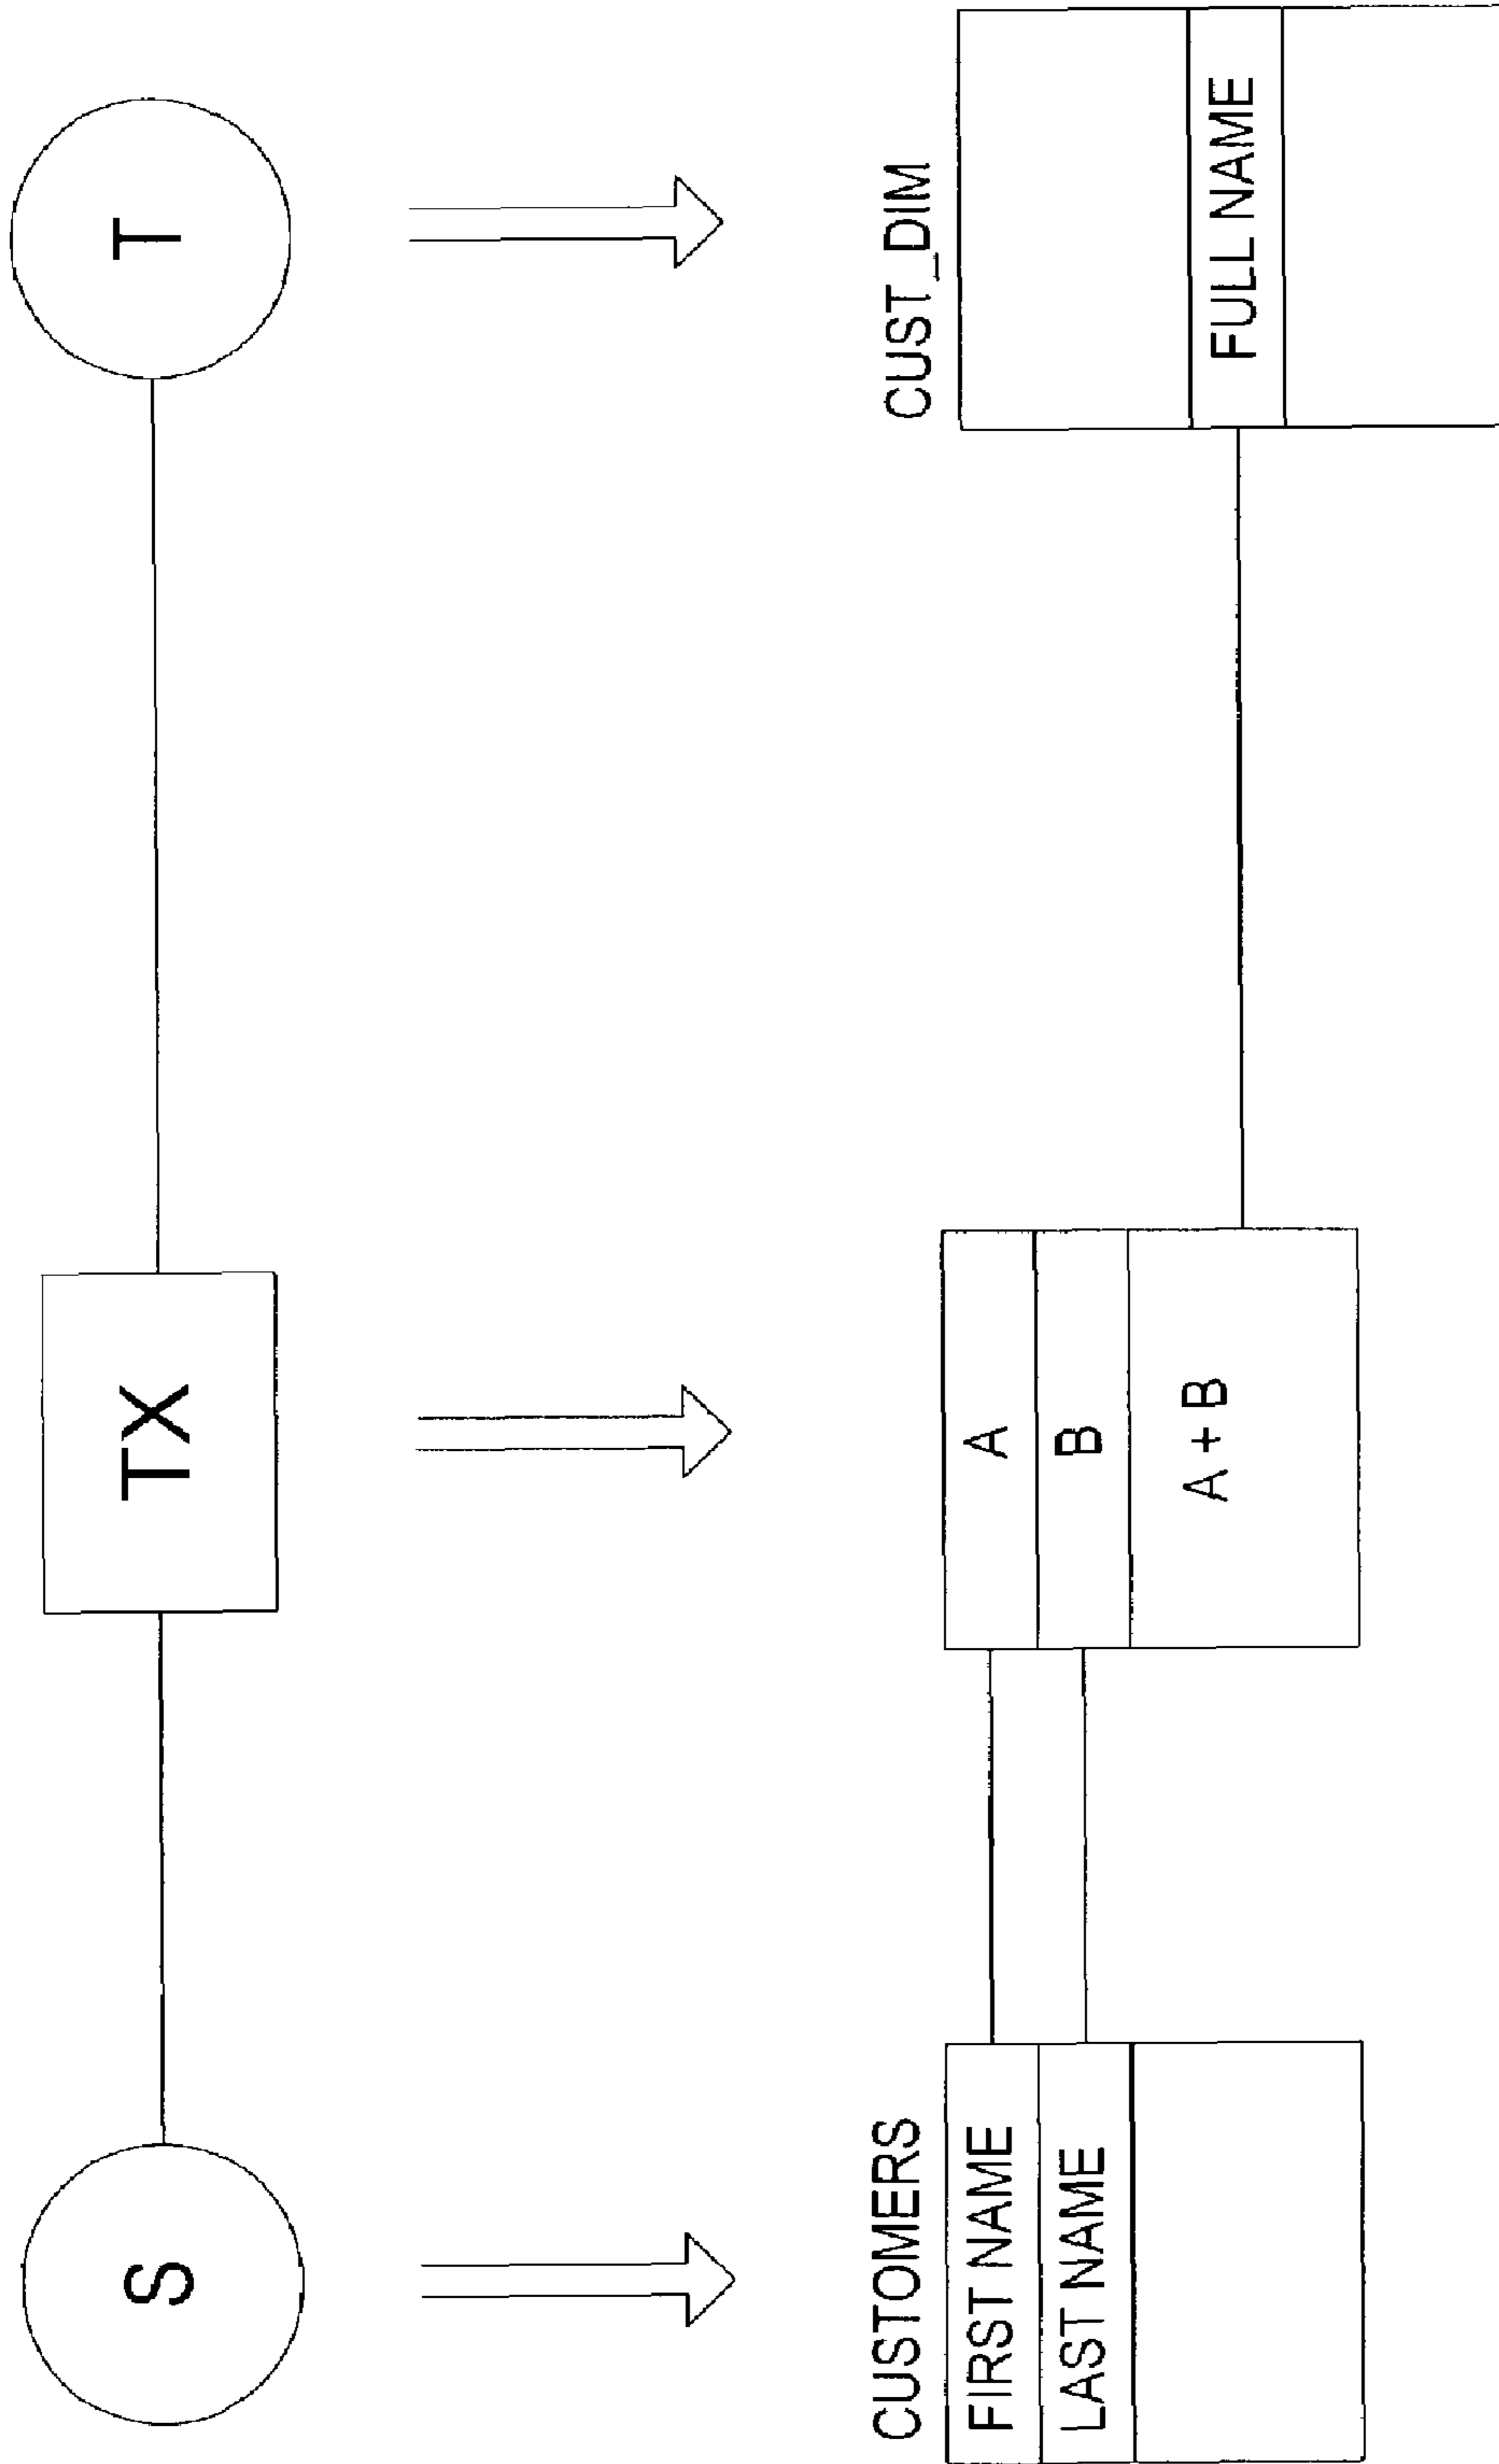 S
TX
T
CUSTOMERS
FIRST NAME
LAST NAME
A
B
A + B
CUST_DIM
FULL NAME